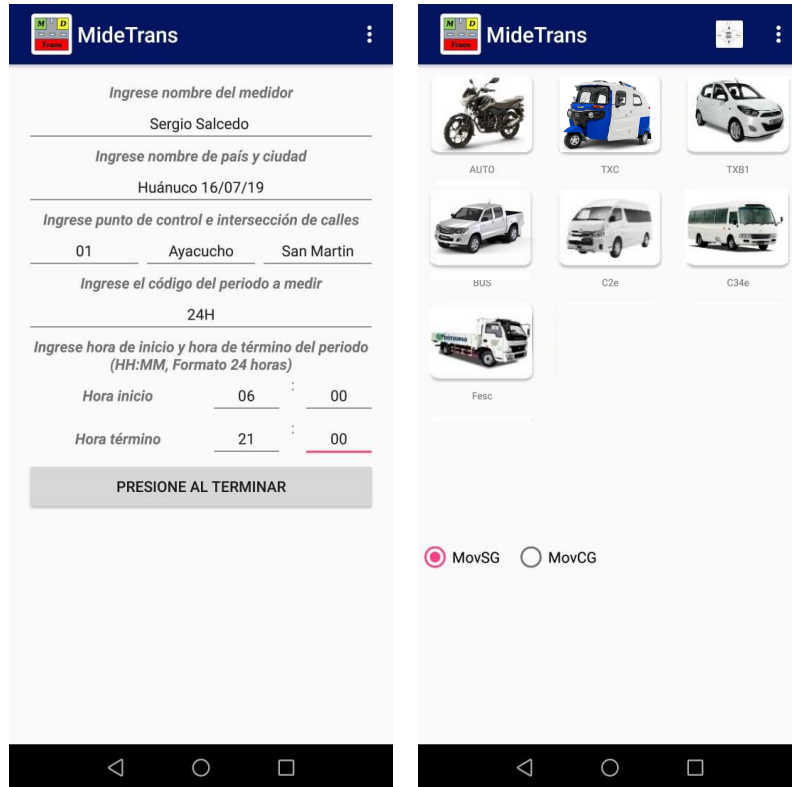 M D
Trans
MideTrans
Ingrese nombre del medidor
Sergio Salcedo
Ingrese nombre de país y ciudad
Huánuco 16/07/19
Ingrese punto de control e intersección de calles
01 Ayacucho San Martin
Ingrese el código del periodo a medir
24H
Ingrese hora de inicio y hora de término del periodo
(HH:MM, Formato 24 horas)
Hora inicio 06 : 00
Hora término 21 : 00
PRESIONE AL TERMINAR
M D
Trans
MideTrans
AUTO TXC TXB1
BUS C2e C34e
Fesc
MovSG MovCG